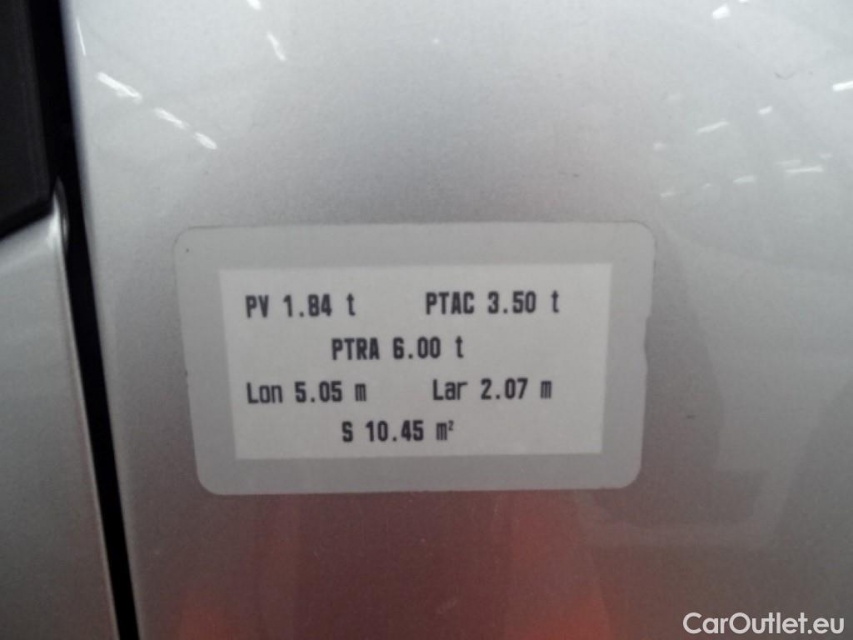 PV 1.84 t PTAC 3.50 t
PTRA 6.00 t
Lon 5.05 m Lar 2.07 m
S 10.45 m²
CarOutlet.eu